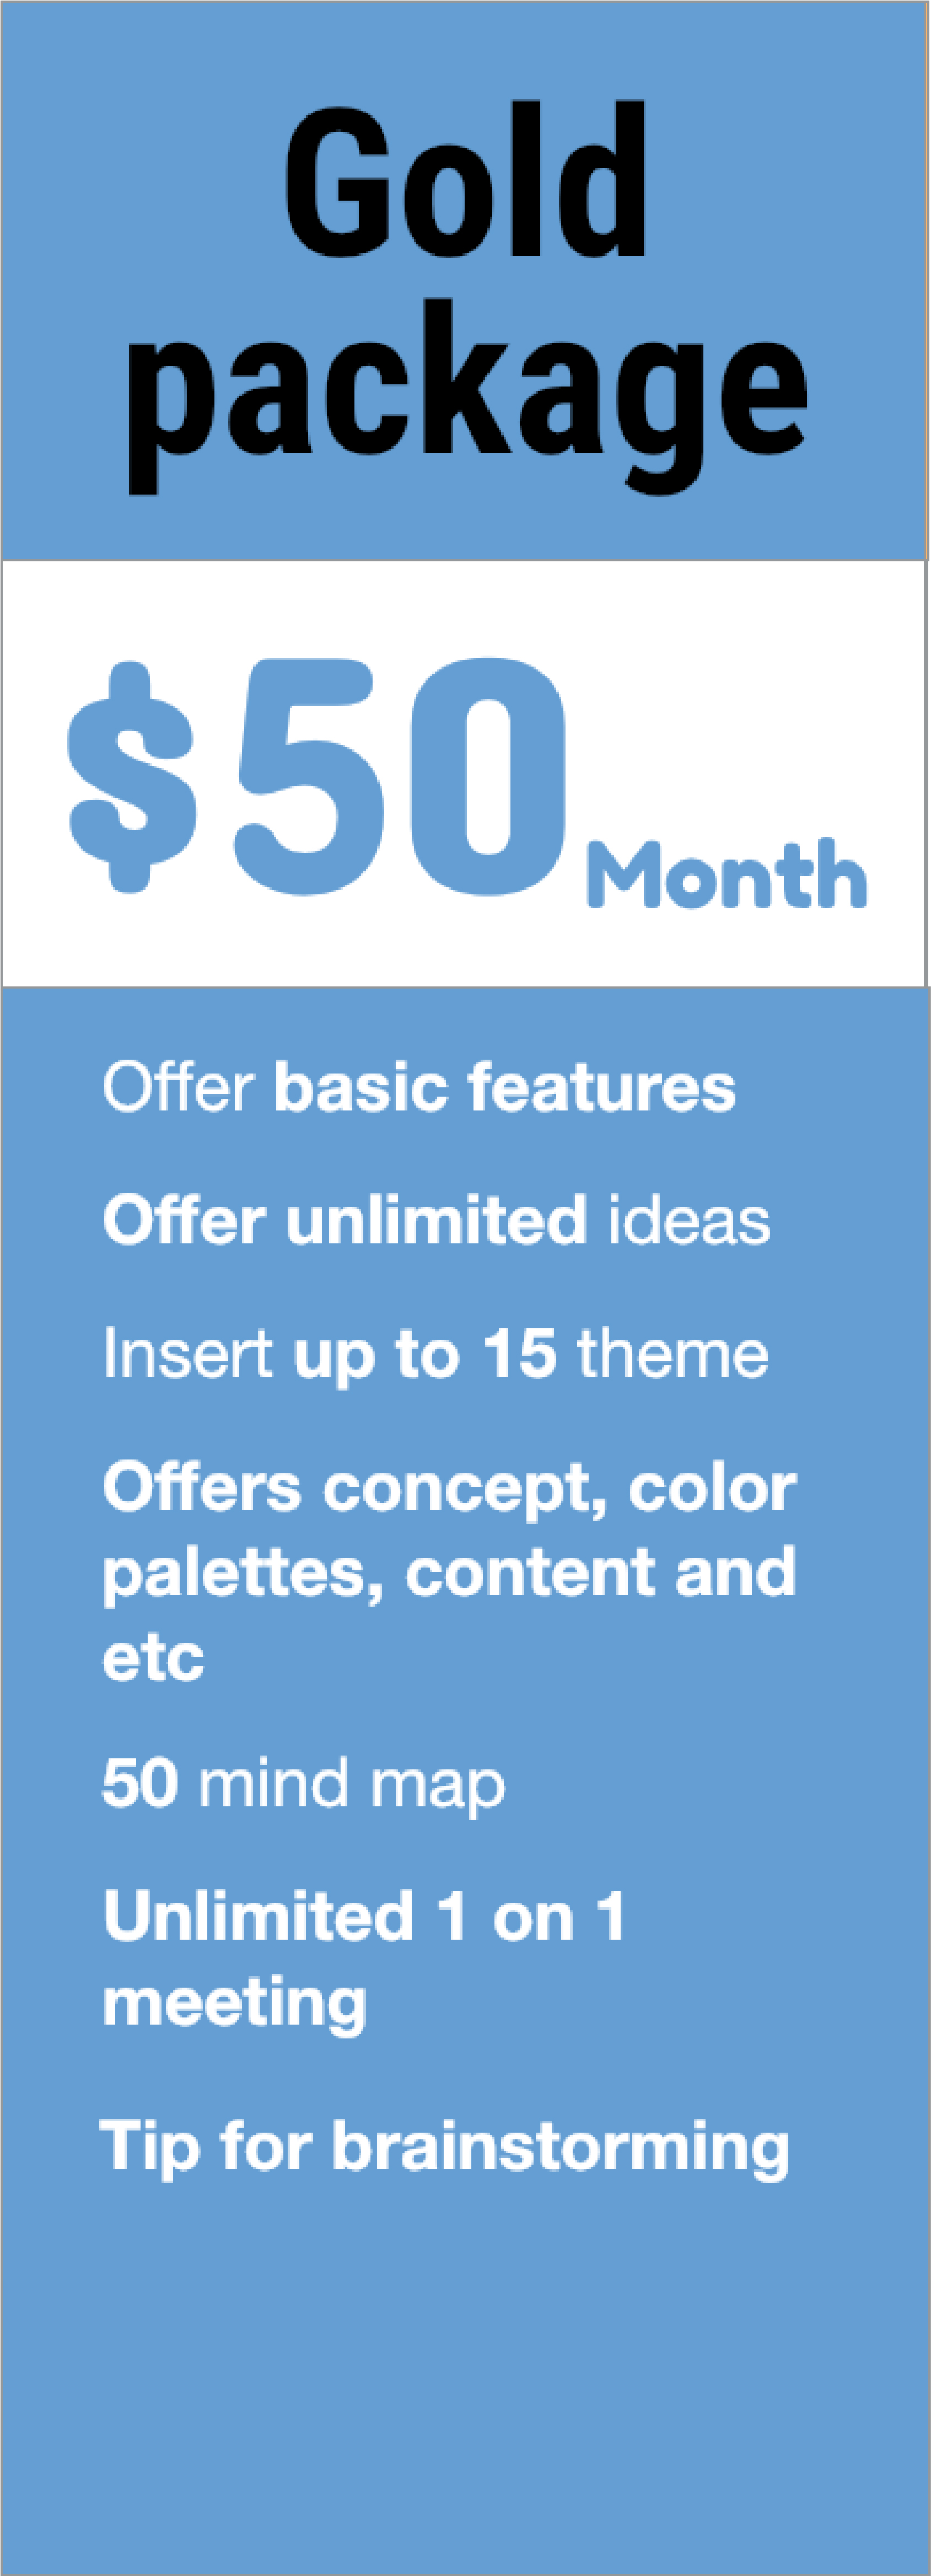 Gold
package
$50 Month
Offer basic features
Offer unlimited ideas
Insert up to 15 theme
Offers concept, color
palettes, content and
etc
50 mind map
Unlimited 1 on 1
meeting
Tip for brainstorming